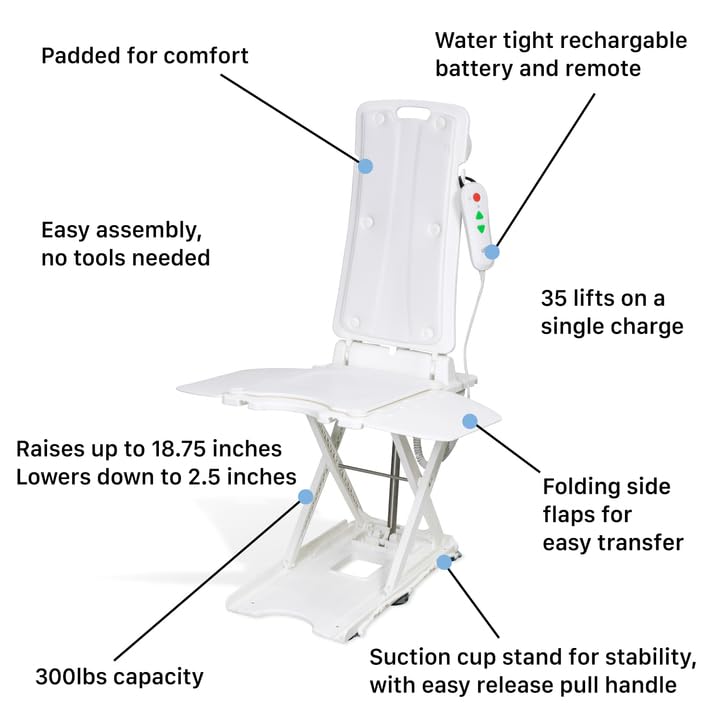 Padded for comfort
Water tight rechargable
battery and remote
Easy assembly,
no tools needed
35 lifts on a
single charge
Raises up to 18.75 inches
Lowers down to 2.5 inches
Folding side
flaps for
easy transfer
300lbs capacity
Suction cup stand for stability,
with easy release pull handle